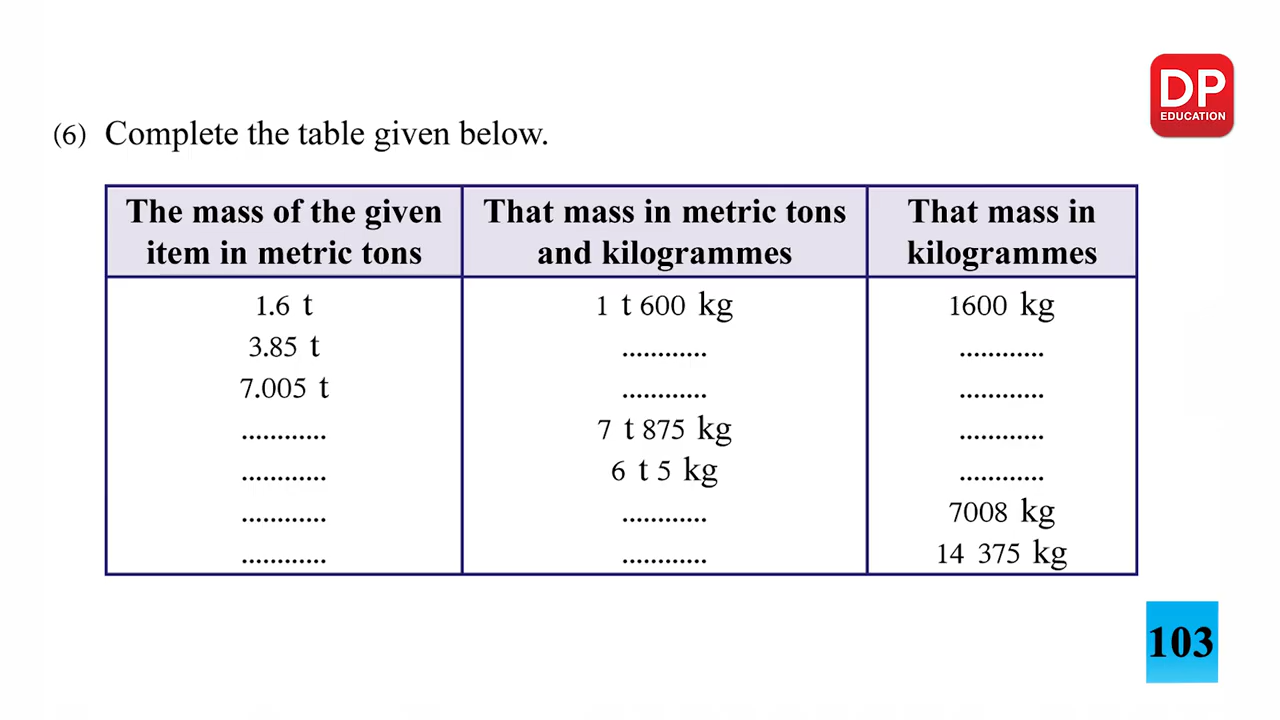 DP
EDUCATION
(6) Complete the table given below.
The mass of the given item in metric tons | That mass in metric tons and kilogrammes | That mass in kilogrammes
1.6 t | 1 t 600 kg | 1600 kg
3.85 t | ............ | ............
7.005 t | ............ | ............
............ | 7 t 875 kg | ............
............ | 6 t 5 kg | ............
............ | ............ | 7008 kg
............ | ............ | 14 375 kg
103